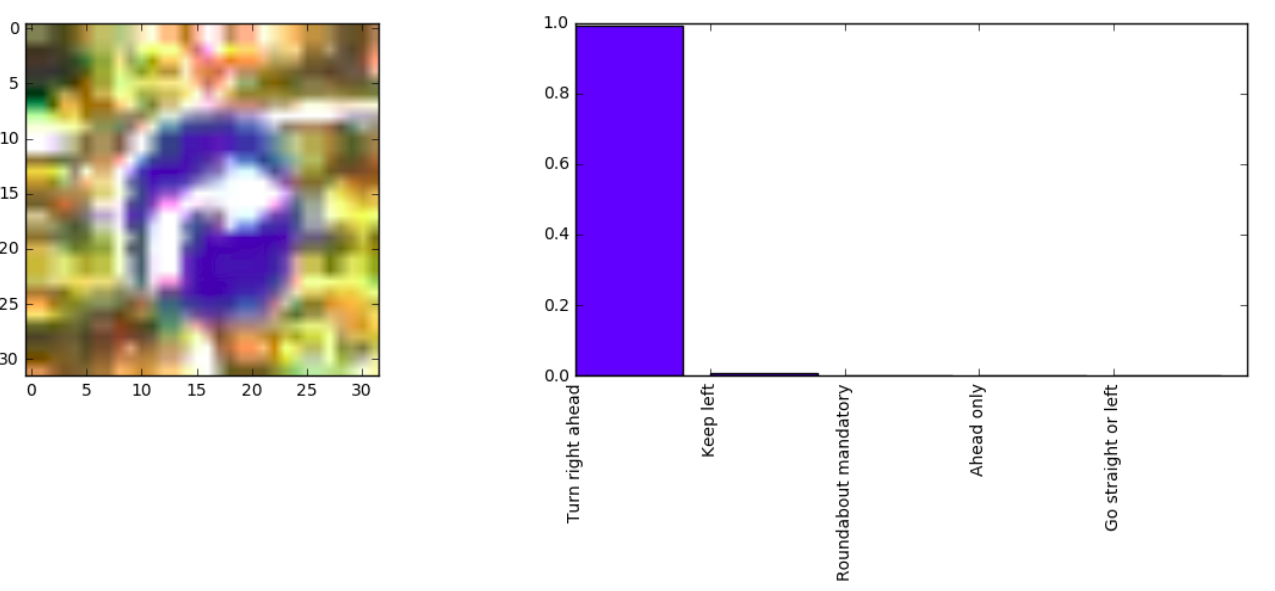 0
5
10
15
20
25
30
0 5 10 15 20 25 30
1.0
0.8
0.6
0.4
0.2
0.0
Turn right ahead
Keep left
Roundabout mandatory
Ahead only
Go straight or left